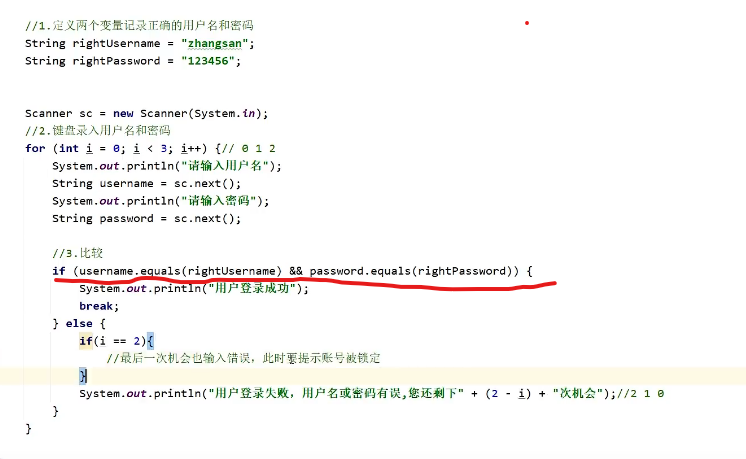 //1.定义两个变量记录正确的用户名和密码
String rightUsername = "zhangsan";
String rightPassword = "123456";
Scanner sc = new Scanner(System.in);
//2.键盘录入用户名和密码
for (int i = 0; i < 3; i++) {// 0 1 2
System.out.println("请输入用户名");
String username = sc.next();
System.out.println("请输入密码");
String password = sc.next();
//3.比较
if (username.equals(rightUsername) && password.equals(rightPassword)) {
System.out.println("用户登录成功");
break;
} else {
if(i == 2){
//最后一次机会也输入错误，此时要提示账号被锁定
}
System.out.println("用户登录失败，用户名或密码有误,您还剩下" + (2 - i) + "次机会");//2 1 0
}
}